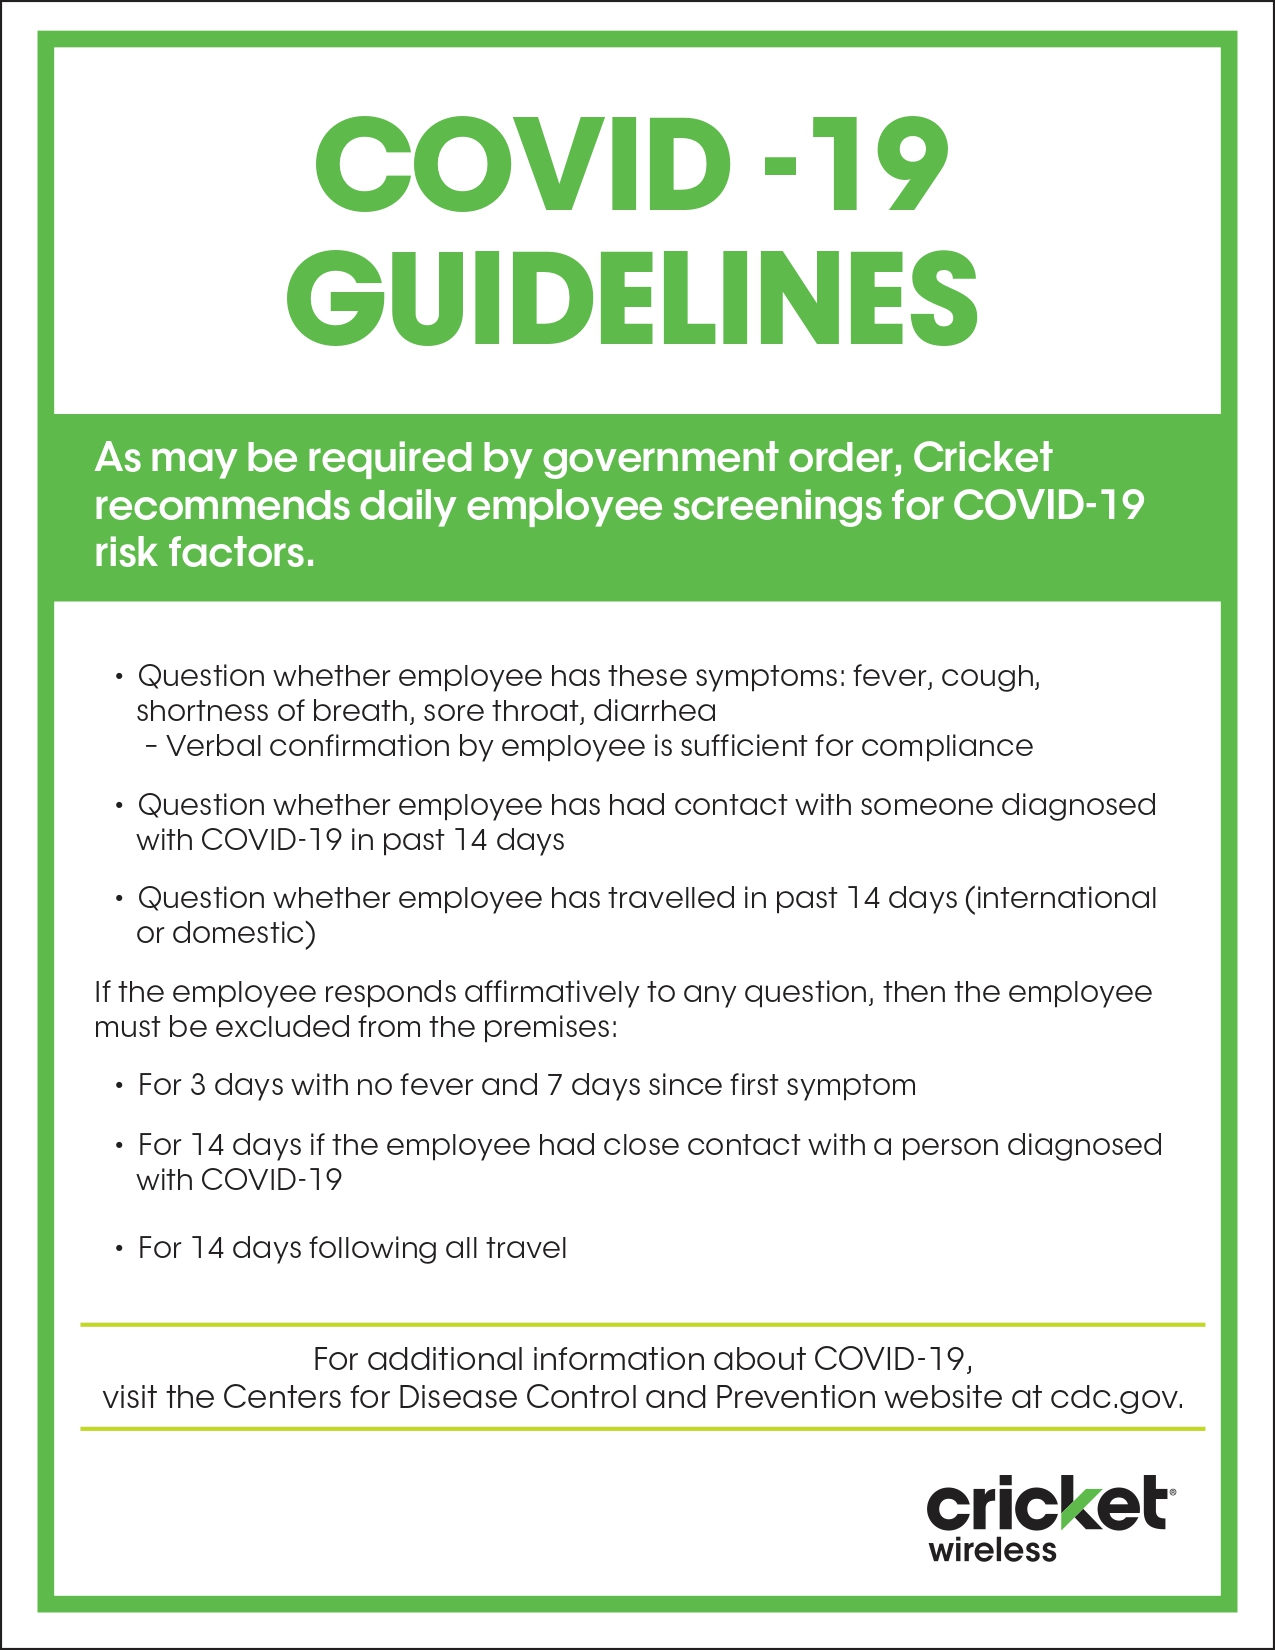 COVID -19
GUIDELINES
As may be required by government order, Cricket
recommends daily employee screenings for COVID-19
risk factors.
• Question whether employee has these symptoms: fever, cough,
shortness of breath, sore throat, diarrhea
– Verbal confirmation by employee is sufficient for compliance
• Question whether employee has had contact with someone diagnosed
with COVID-19 in past 14 days
• Question whether employee has travelled in past 14 days (international
or domestic)
If the employee responds affirmatively to any question, then the employee
must be excluded from the premises:
• For 3 days with no fever and 7 days since first symptom
• For 14 days if the employee had close contact with a person diagnosed
with COVID-19
• For 14 days following all travel
For additional information about COVID-19,
visit the Centers for Disease Control and Prevention website at cdc.gov.
cricket®
wireless